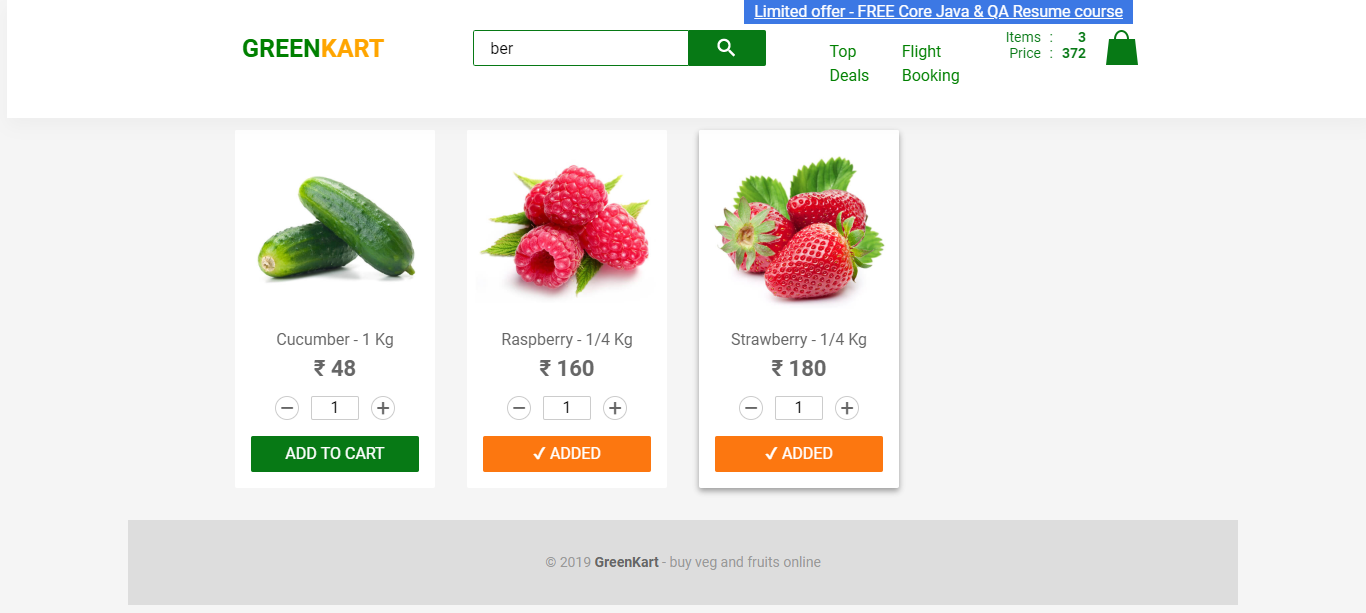 Limited offer - FREE Core Java & QA Resume course
GREENKART
ber
Top Deals
Flight Booking
Items : 3
Price : 372
Cucumber - 1 Kg
₹ 48
− 1 +
ADD TO CART
Raspberry - 1/4 Kg
₹ 160
− 1 +
✓ ADDED
Strawberry - 1/4 Kg
₹ 180
− 1 +
✓ ADDED
© 2019 GreenKart - buy veg and fruits online